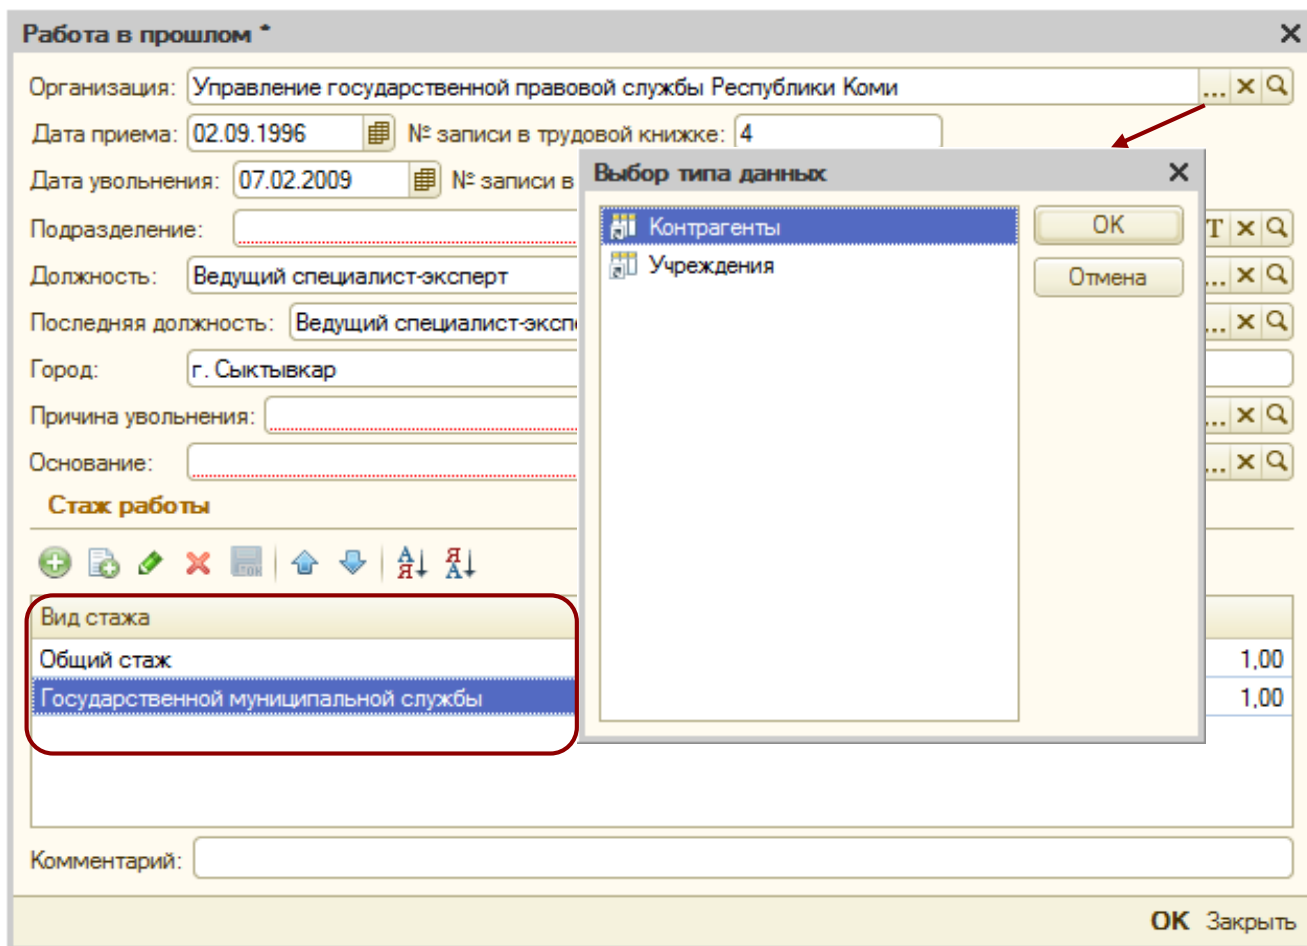 Работа в прошлом *
Организация: Управление государственной правовой службы Республики Коми ...
Дата приема: 02.09.1996 № записи в трудовой книжке: 4
Дата увольнения: 07.02.2009 № записи в
Выбор типа данных
Контрагенты
Учреждения
OK
Отмена
Подразделение: T
Должность: Ведущий специалист-эксперт ...
Последняя должность: Ведущий специалист-экспе ...
Город: г. Сыктывкар
Причина увольнения: ...
Основание: ...
Стаж работы
Вид стажа
Общий стаж 1,00
Государственной муниципальной службы 1,00
Комментарий:
OK Закрыть